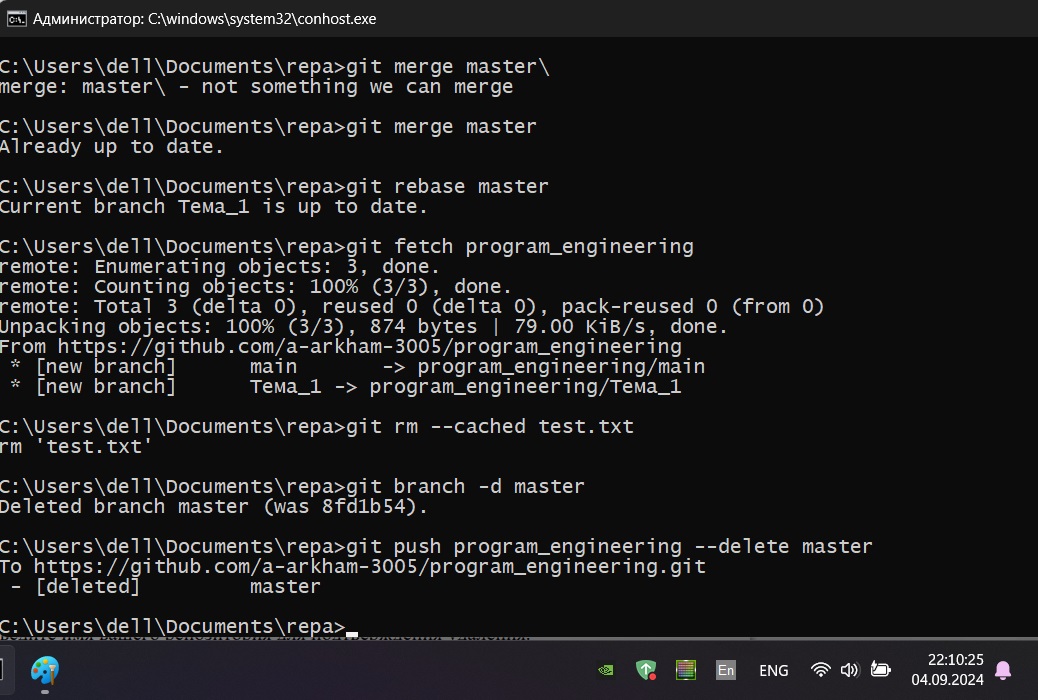 Администратор: C:\windows\system32\conhost.exe
C:\Users\dell\Documents\repa>git merge master\
merge: master\ - not something we can merge
C:\Users\dell\Documents\repa>git merge master
Already up to date.
C:\Users\dell\Documents\repa>git rebase master
Current branch Тема_1 is up to date.
C:\Users\dell\Documents\repa>git fetch program_engineering
remote: Enumerating objects: 3, done.
remote: Counting objects: 100% (3/3), done.
remote: Total 3 (delta 0), reused 0 (delta 0), pack-reused 0 (from 0)
Unpacking objects: 100% (3/3), 874 bytes | 79.00 KiB/s, done.
From https://github.com/a-arkham-3005/program_engineering
* [new branch] main -> program_engineering/main
* [new branch] Тема_1 -> program_engineering/Тема_1
C:\Users\dell\Documents\repa>git rm --cached test.txt
rm 'test.txt'
C:\Users\dell\Documents\repa>git branch -d master
Deleted branch master (was 8fd1b54).
C:\Users\dell\Documents\repa>git push program_engineering --delete master
To https://github.com/a-arkham-3005/program_engineering.git
- [deleted] master
C:\Users\dell\Documents\repa>
En
ENG
22:10:25
04.09.2024